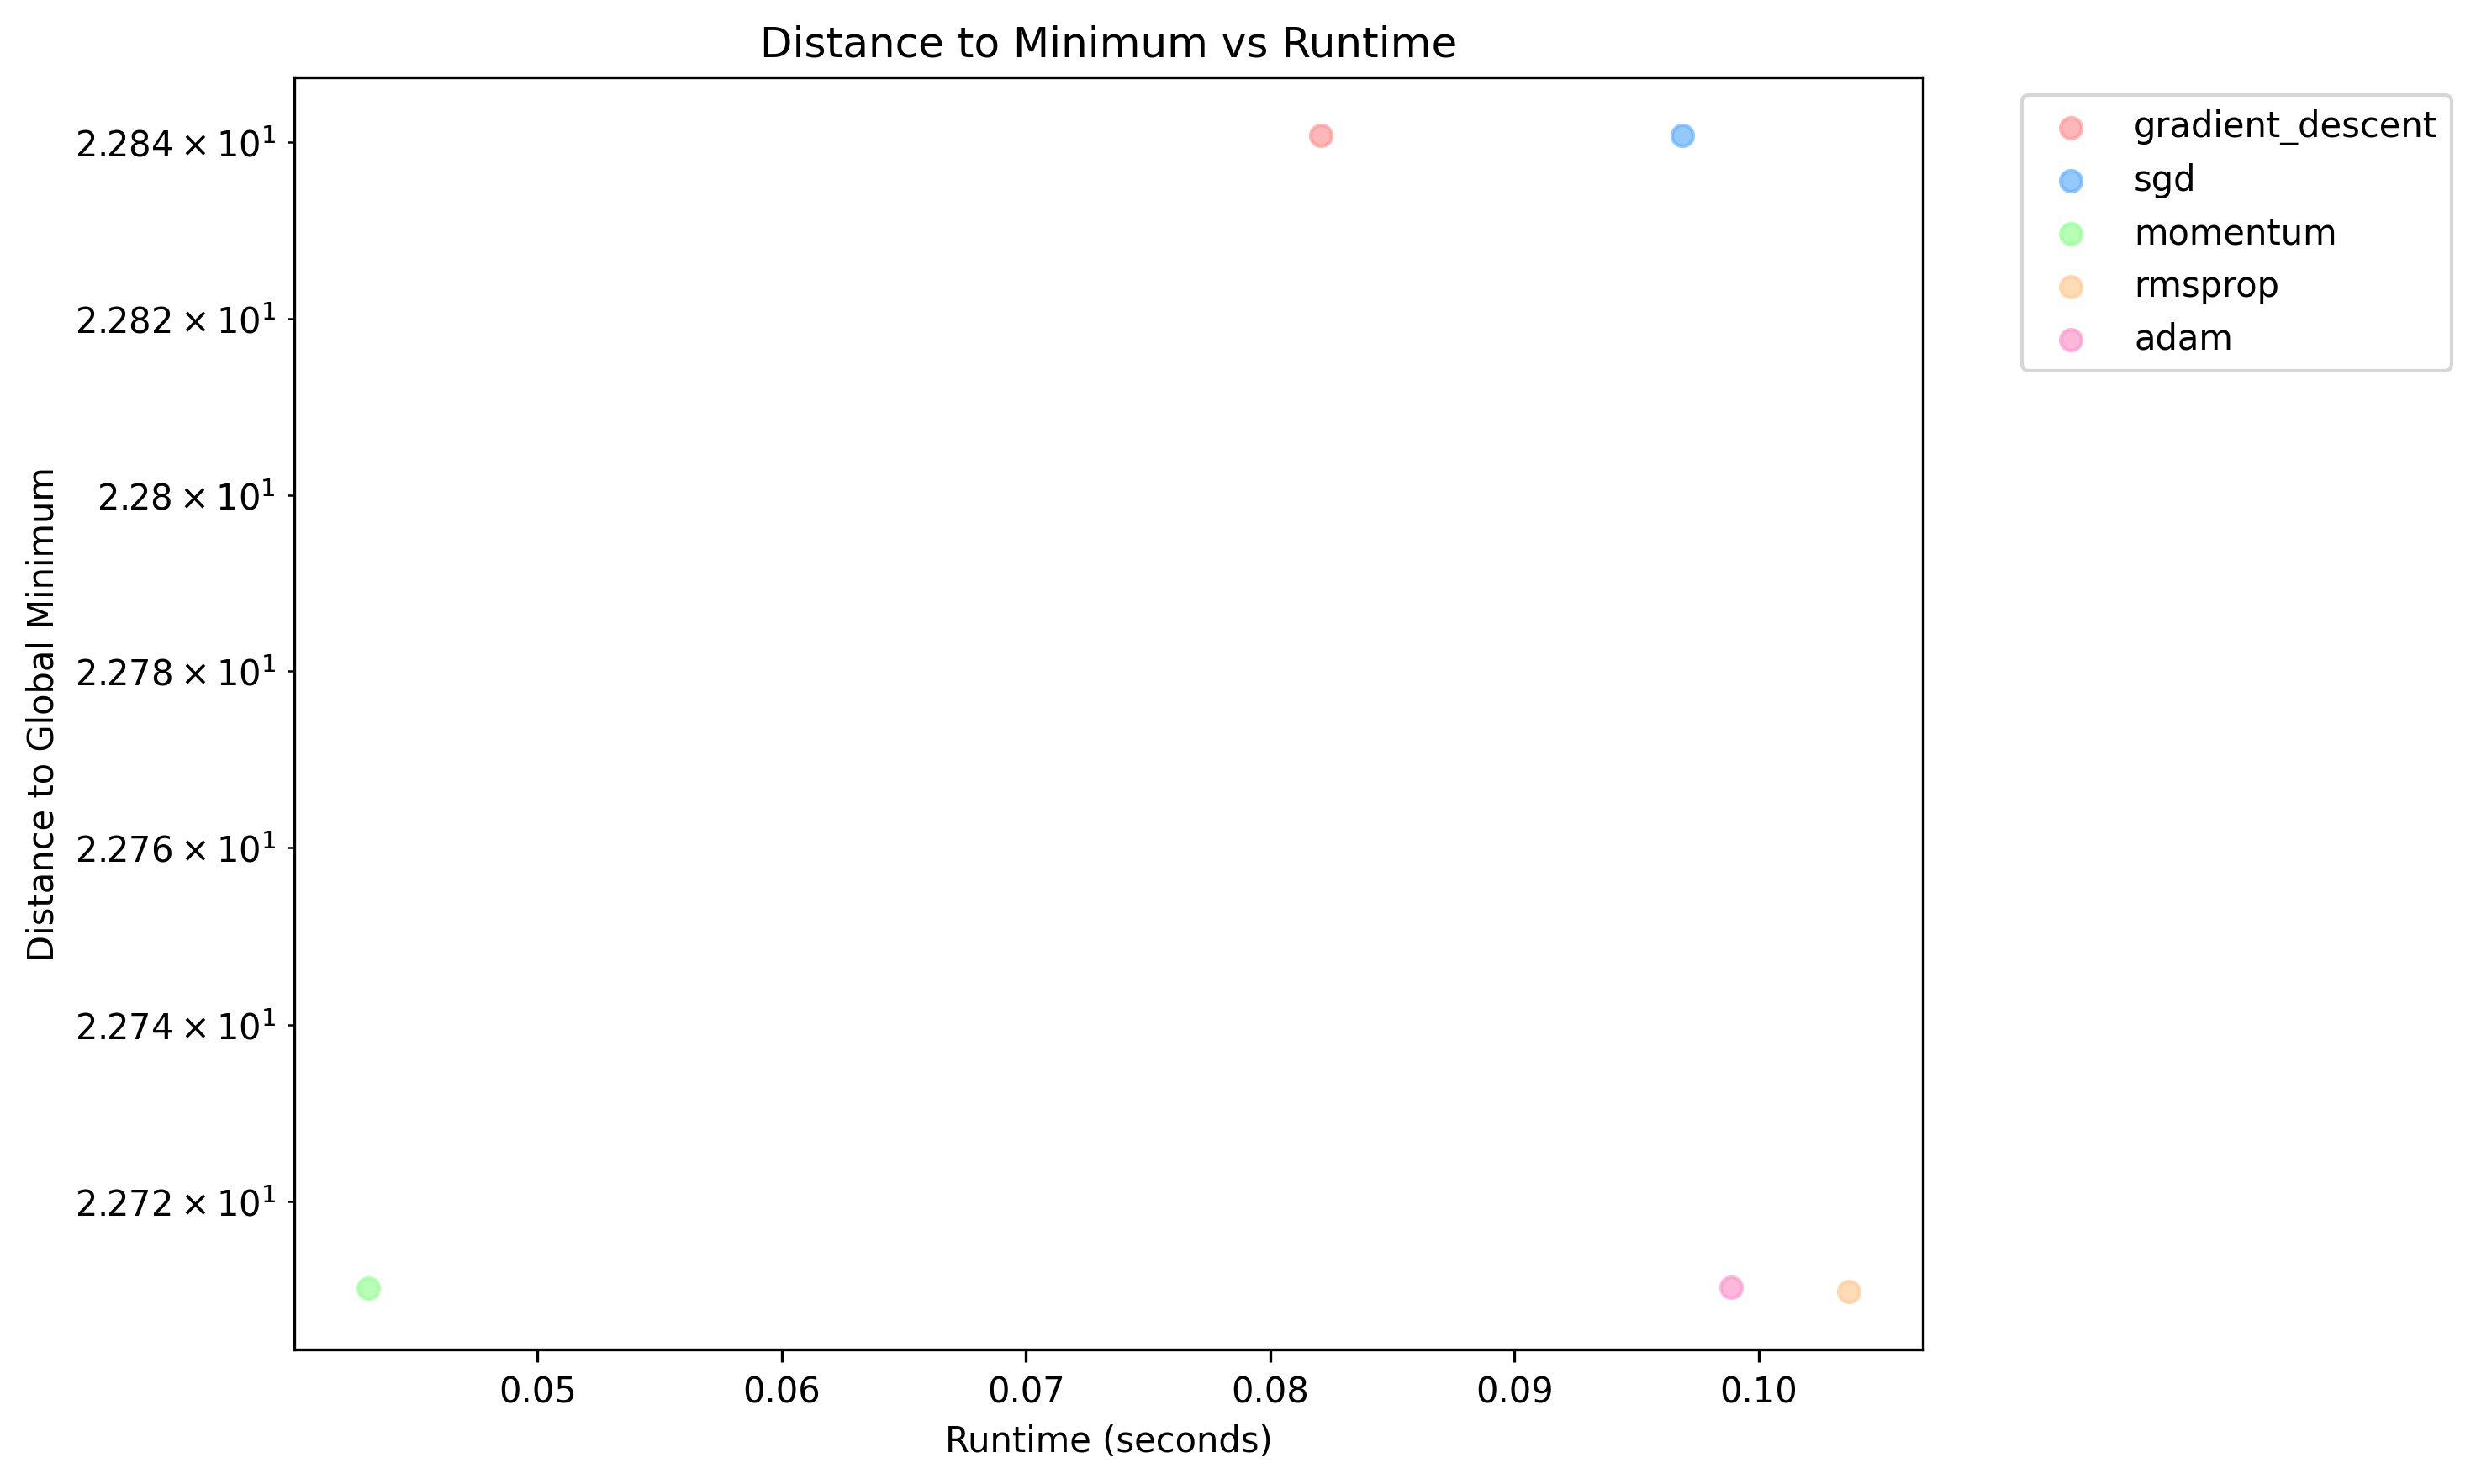 Distance to Minimum vs Runtime
2.284 × 10¹
2.282 × 10¹
2.28 × 10¹
2.278 × 10¹
2.276 × 10¹
2.274 × 10¹
2.272 × 10¹
Distance to Global Minimum
0.05 0.06 0.07 0.08 0.09 0.10
Runtime (seconds)
gradient_descent
sgd
momentum
rmsprop
adam